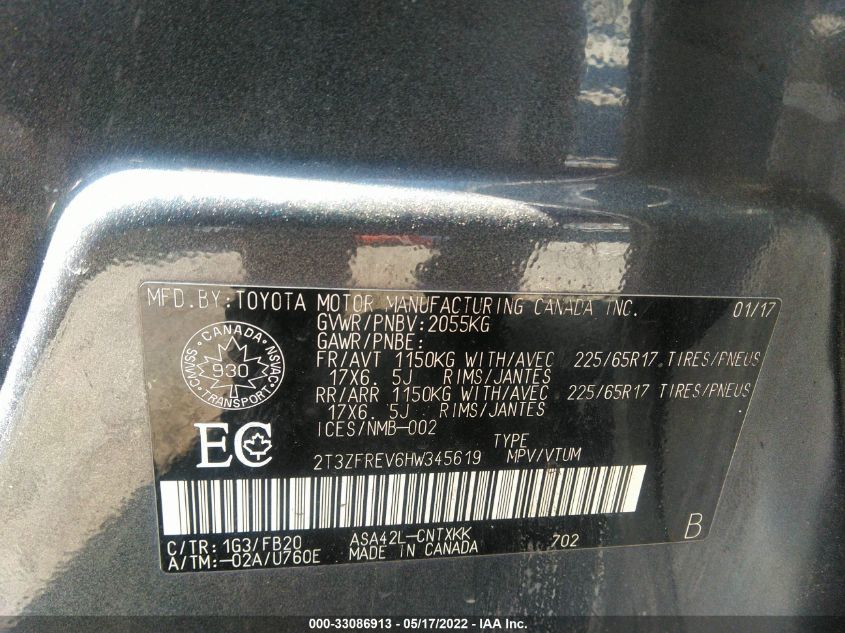 MFD.BY:TOYOTA MOTOR MANUFACTURING CANADA INC. 01/17
GVWR/PNBV:2055KG
GAWR/PNBE:
FR/AVT 1150KG WITH/AVEC 225/65R17 TIRES/PNEUS
17X6.5J RIMS/JANTES
RR/ARR 1150KG WITH/AVEC 225/65R17 TIRES/PNEUS
17X6.5J RIMS/JANTES
ICES/NMB-002
CANADA
CMVSS 930 NSVAC
TRANSPORT
EC
TYPE
2T3ZFREV6HW345619 MPV/VTUM
C/TR:1G3/FB20 ASA42L-CNTXKK 702 B
A/TM:-02A/U760E MADE IN CANADA
000-33086913 - 05/17/2022 - IAA Inc.